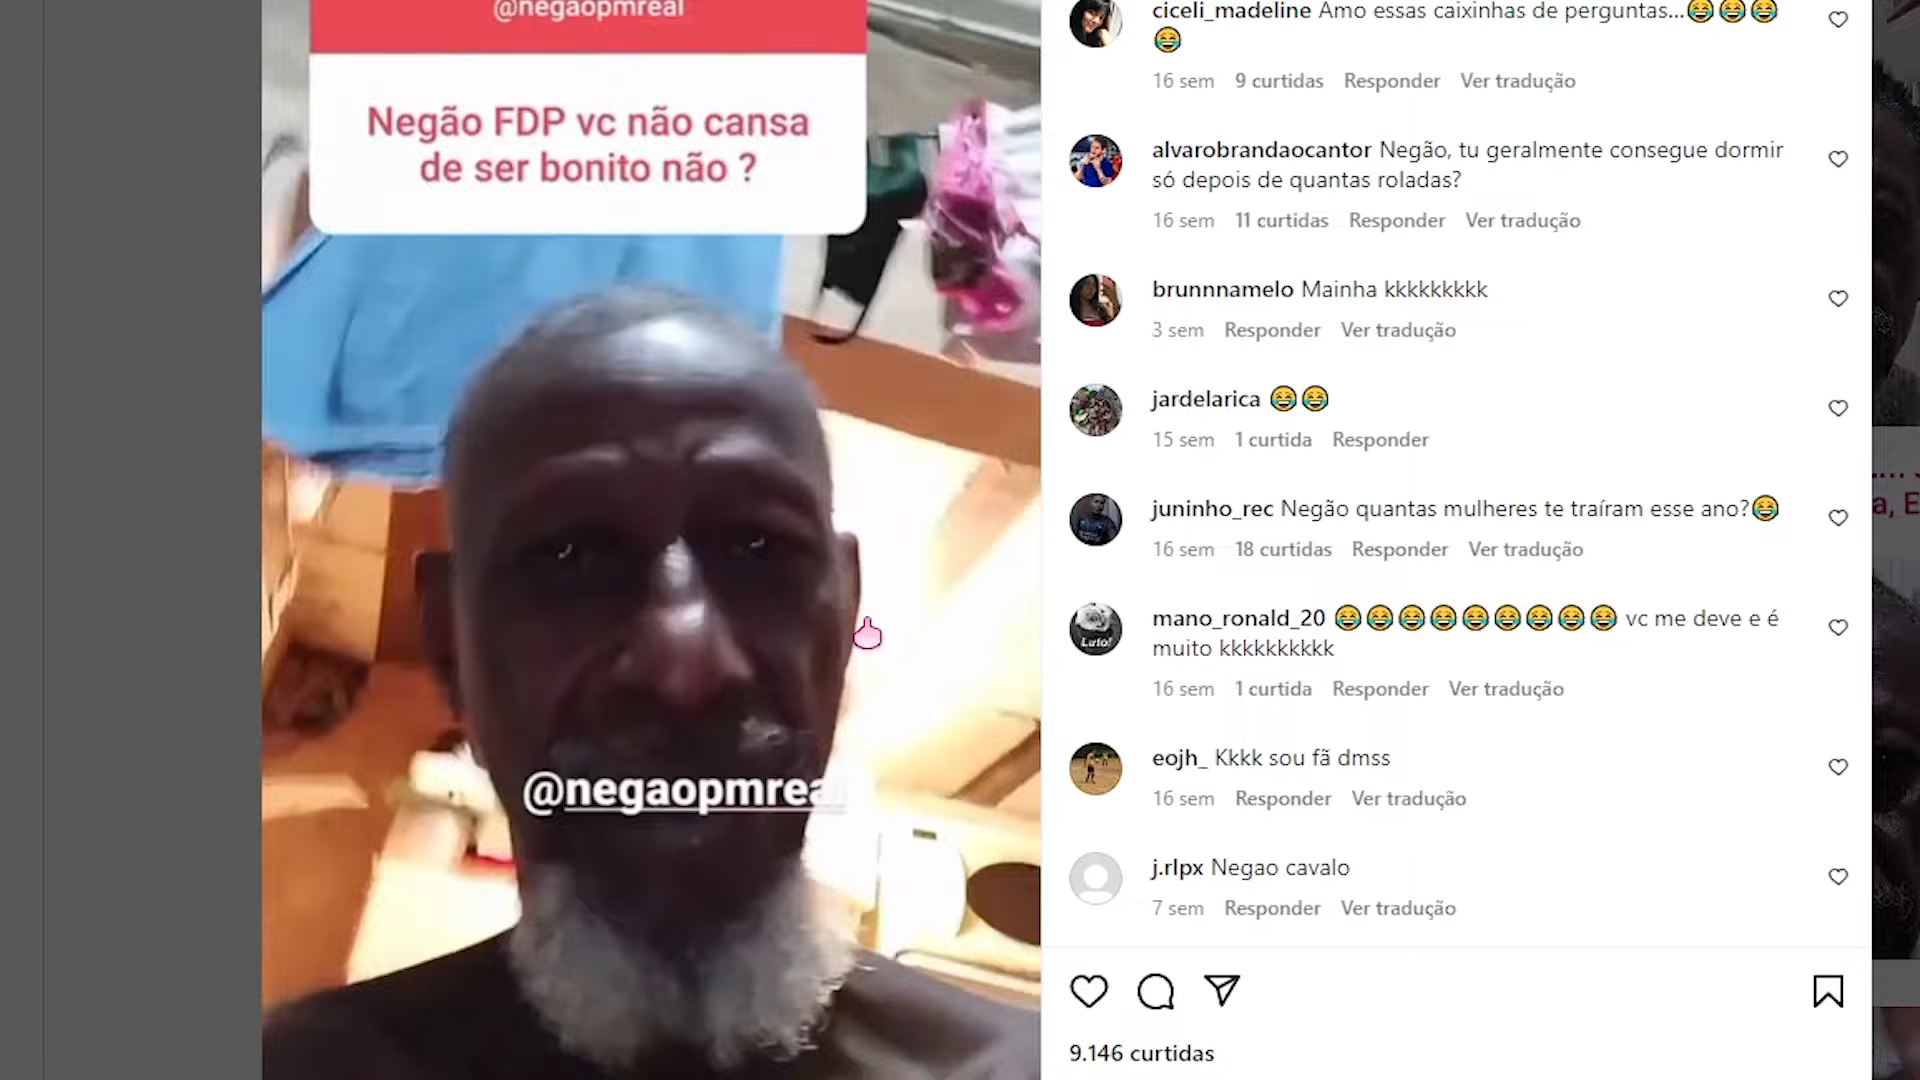 @negaopmreal
Negão FDP vc não cansa
de ser bonito não ?
@negaopmreal
ciceli_madeline Amo essas caixinhas de perguntas...😂😂😂
😂
16 sem 9 curtidas Responder Ver tradução
alvarobrandaocantor Negão, tu geralmente consegue dormir
só depois de quantas roladas?
16 sem 11 curtidas Responder Ver tradução
brunnnamelo Mainha kkkkkkkkk
3 sem Responder Ver tradução
jardelarica 😂😂
15 sem 1 curtida Responder
juninho_rec Negão quantas mulheres te traíram esse ano?😂
16 sem 18 curtidas Responder Ver tradução
mano_ronald_20 😂😂😂😂😂😂😂😂😂 vc me deve e é
muito kkkkkkkkkk
Luto!
16 sem 1 curtida Responder Ver tradução
eojh_ Kkkk sou fã dmss
16 sem Responder Ver tradução
j.rlpx Negao cavalo
7 sem Responder Ver tradução
9.146 curtidas
a, E